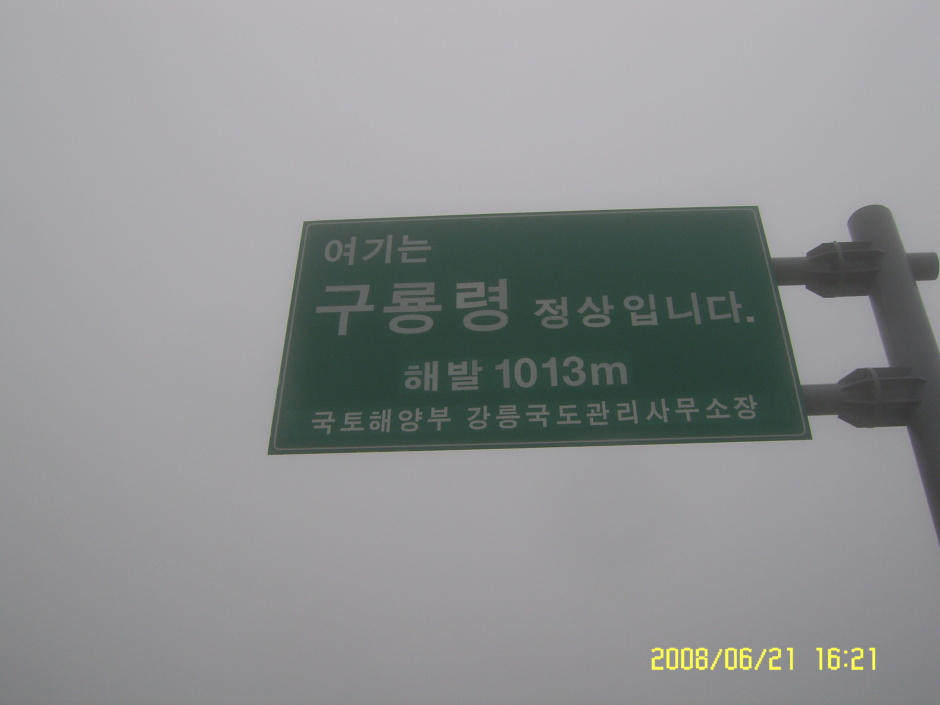 여기는
구룡령 정상입니다.
해발 1013m
국토해양부 강릉국도관리사무소장
2008/06/21 16:21